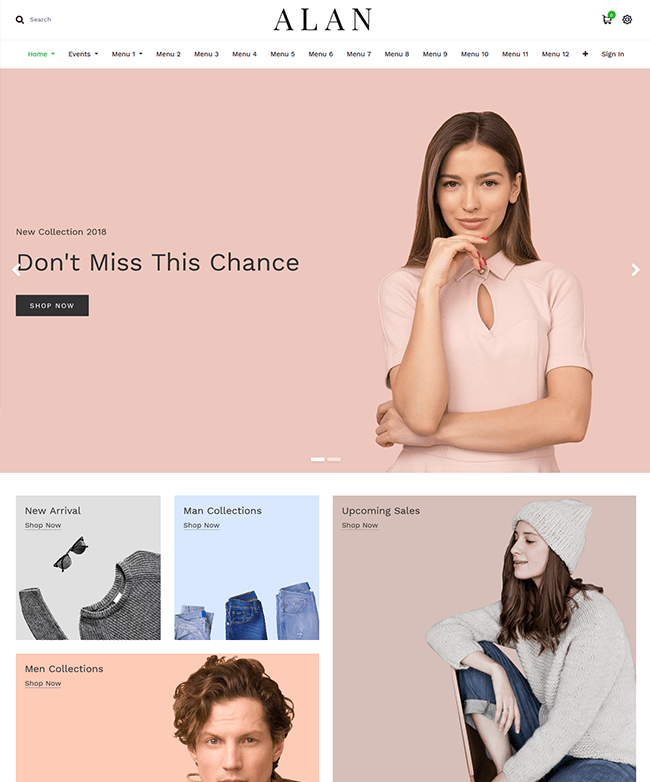 Search
ALAN
0
Home Events Menu 1 Menu 2 Menu 3 Menu 4 Menu 5 Menu 6 Menu 7 Menu 8 Menu 9 Menu 10 Menu 11 Menu 12 + Sign In
New Collection 2018
Don't Miss This Chance
SHOP NOW
New Arrival
Shop Now
Man Collections
Shop Now
Upcoming Sales
Shop Now
Men Collections
Shop Now